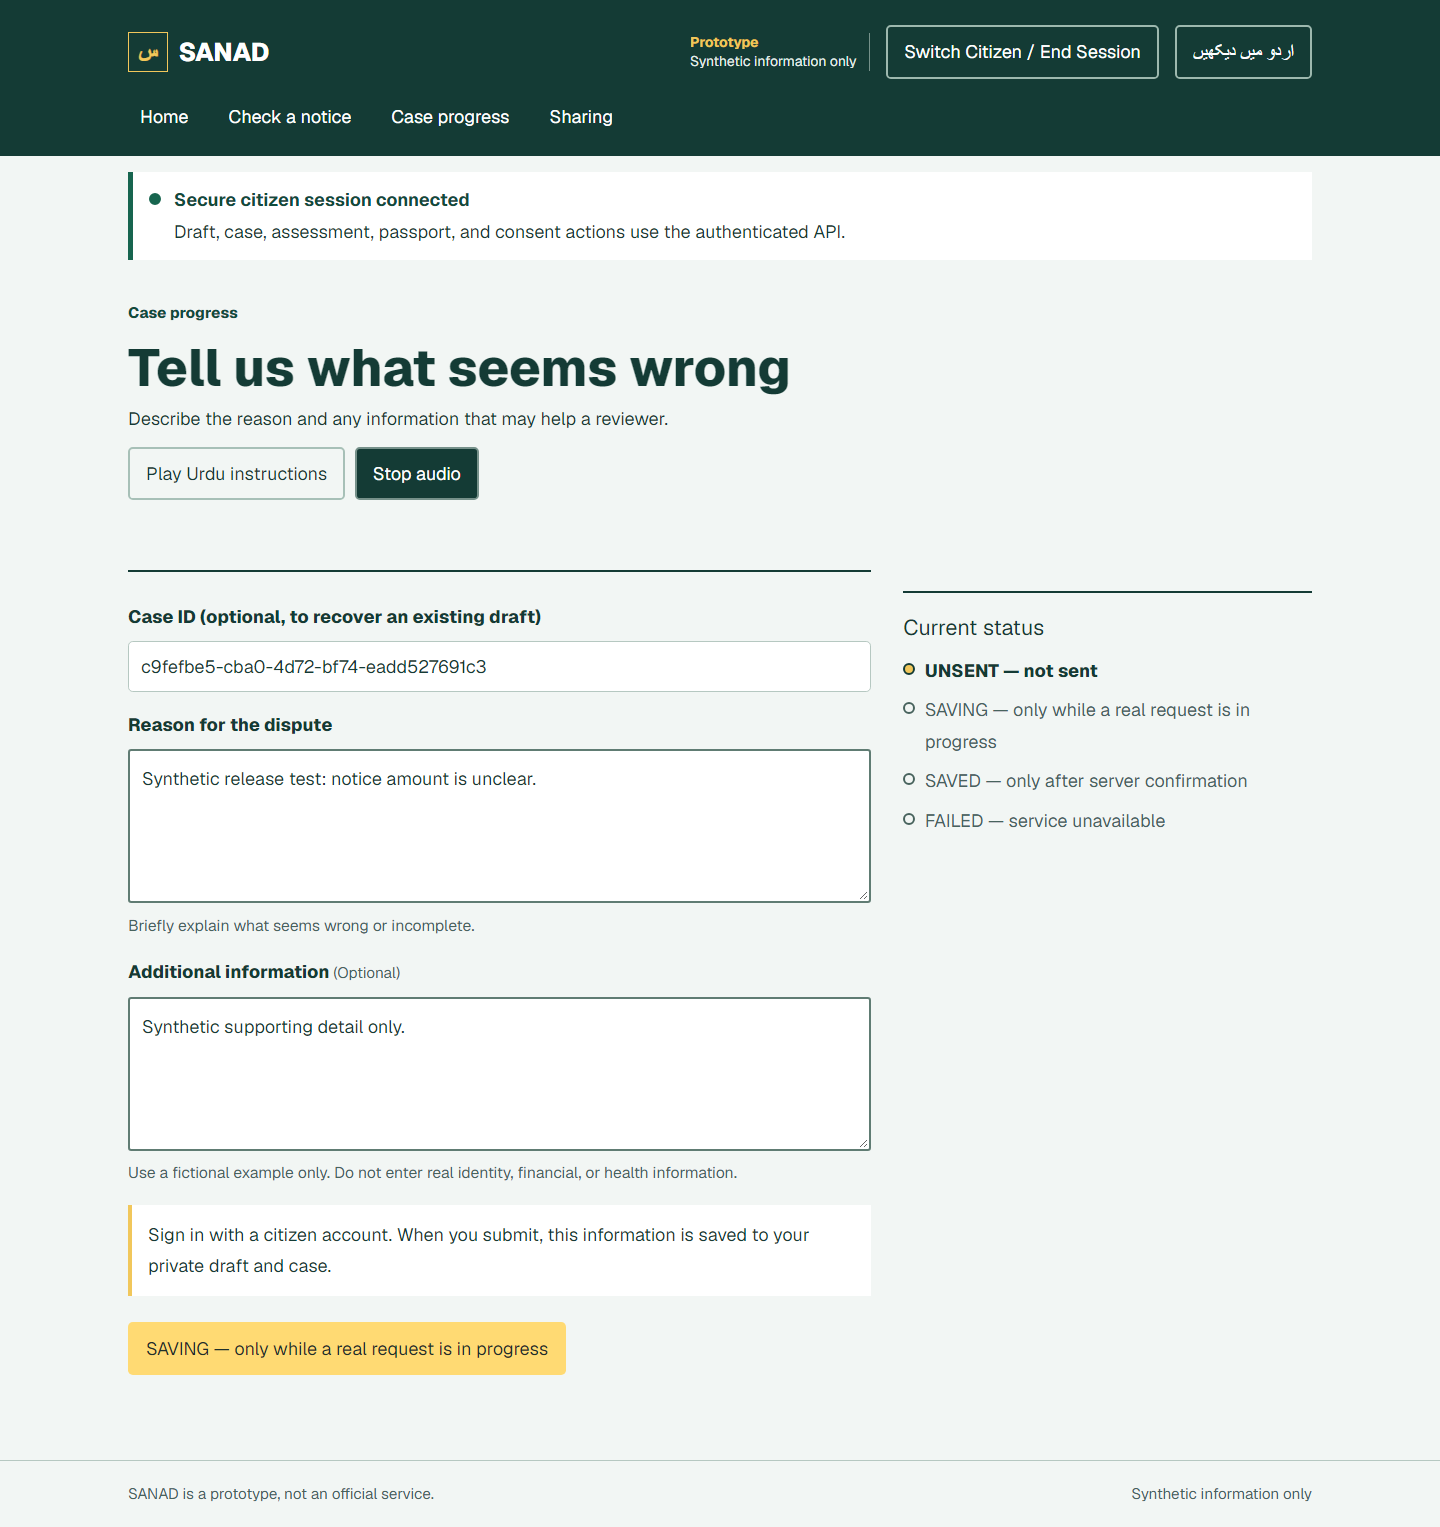 س SANAD
Prototype
Synthetic information only
Switch Citizen / End Session
اردو میں دیکھیں
Home Check a notice Case progress Sharing
Secure citizen session connected
Draft, case, assessment, passport, and consent actions use the authenticated API.
Case progress
Tell us what seems wrong
Describe the reason and any information that may help a reviewer.
Play Urdu instructions Stop audio
Case ID (optional, to recover an existing draft)
c9fefbe5-cba0-4d72-bf74-eadd527691c3
Reason for the dispute
Synthetic release test: notice amount is unclear.
Briefly explain what seems wrong or incomplete.
Additional information (Optional)
Synthetic supporting detail only.
Use a fictional example only. Do not enter real identity, financial, or health information.
Sign in with a citizen account. When you submit, this information is saved to your
private draft and case.
SAVING — only while a real request is in progress
Current status
UNSENT — not sent
SAVING — only while a real request is in
progress
SAVED — only after server confirmation
FAILED — service unavailable
SANAD is a prototype, not an official service.
Synthetic information only